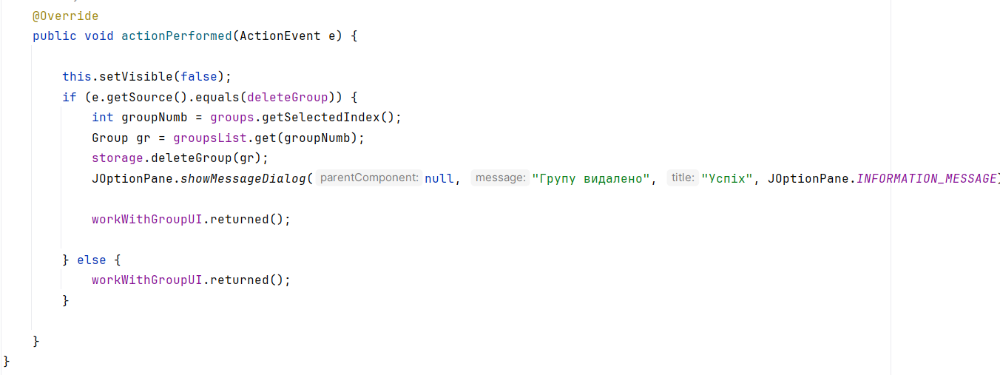 @Override
public void actionPerformed(ActionEvent e) {
this.setVisible(false);
if (e.getSource().equals(deleteGroup)) {
int groupNumb = groups.getSelectedIndex();
Group gr = groupsList.get(groupNumb);
storage.deleteGroup(gr);
JOptionPane.showMessageDialog( parentComponent: null, message: "Групу видалено", title: "Успіх", JOptionPane.INFORMATION_MESSAGE)
workWithGroupUI.returned();
} else {
workWithGroupUI.returned();
}
}
}